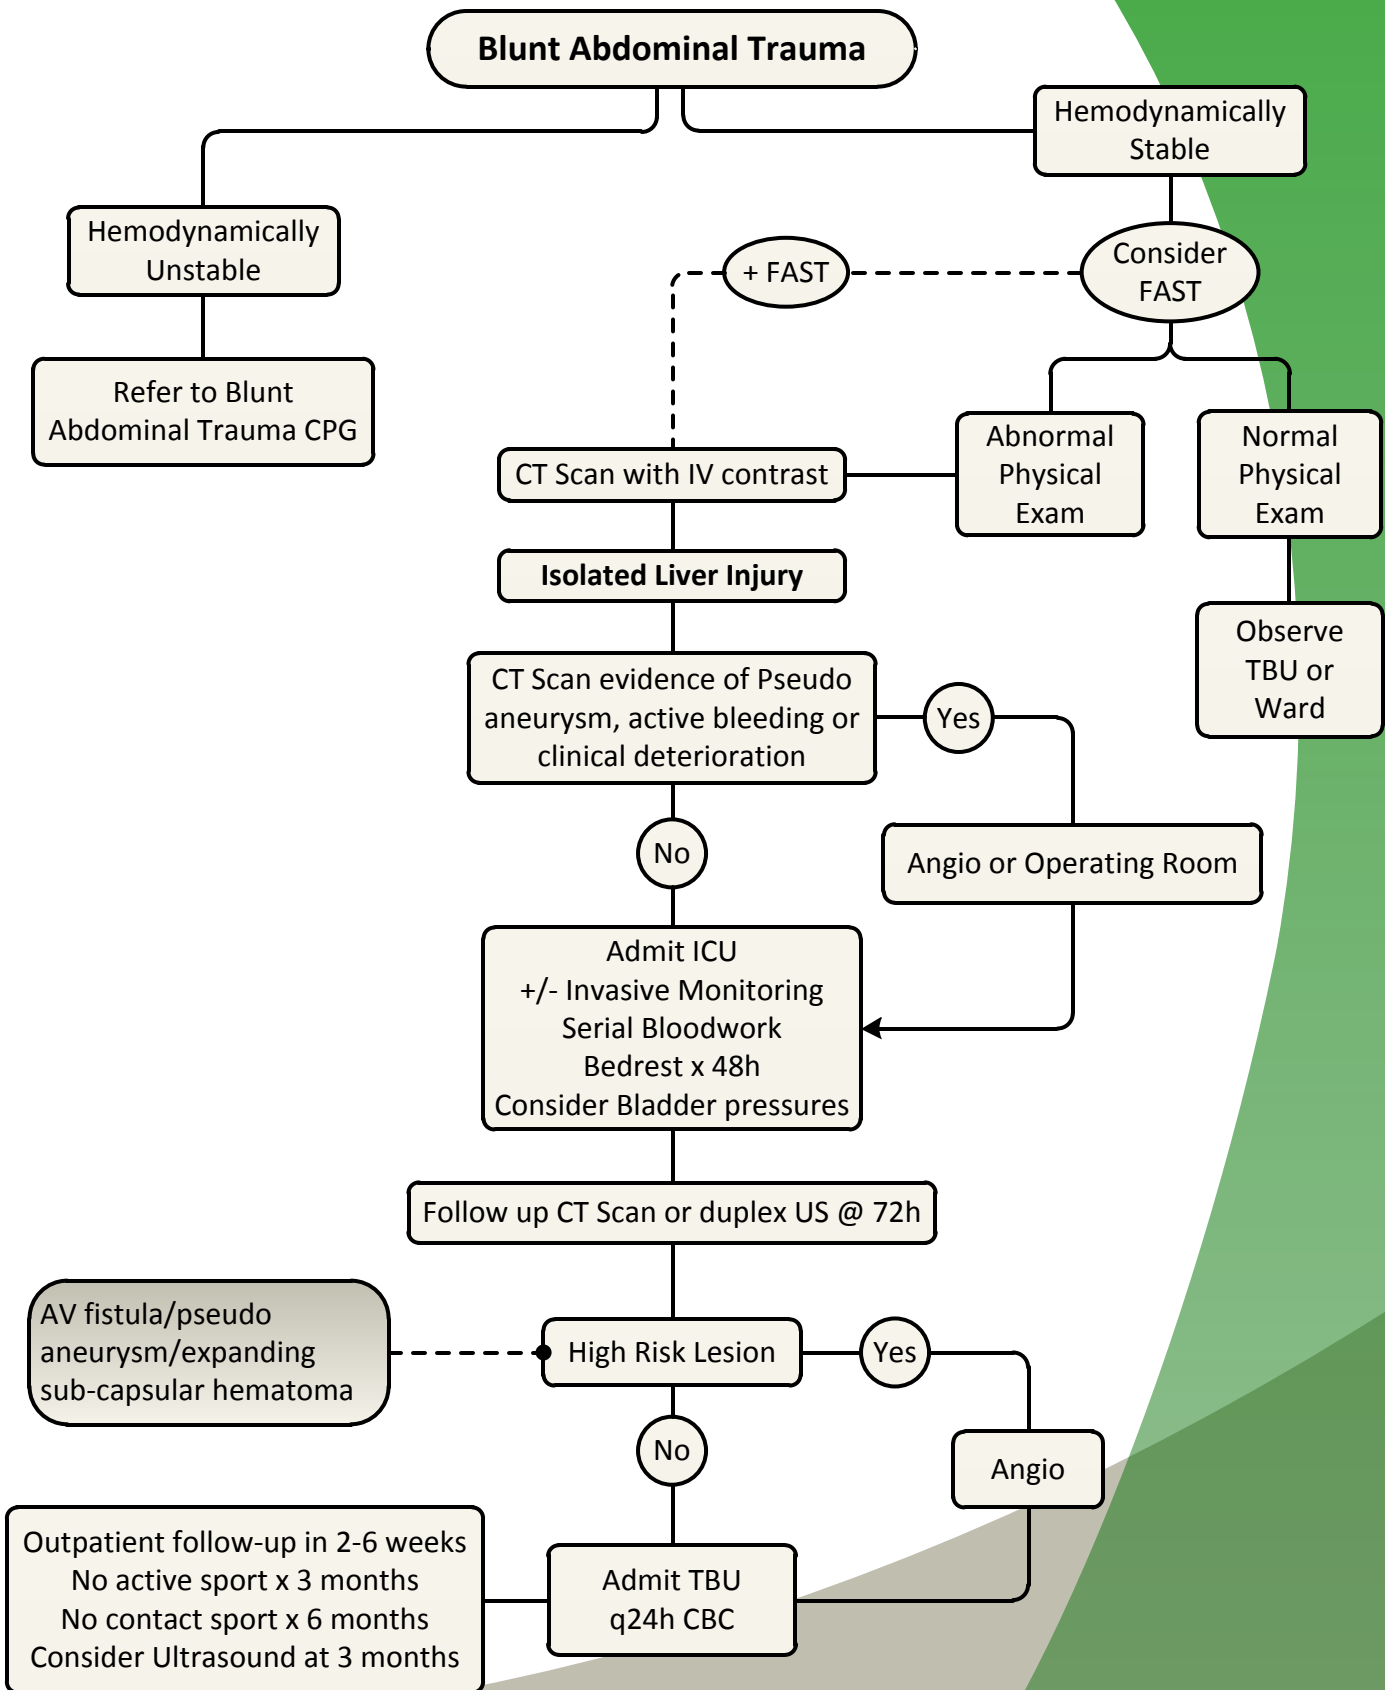 Blunt Abdominal Trauma
Hemodynamically
Stable
Hemodynamically
Unstable
+ FAST
Consider
FAST
Refer to Blunt
Abdominal Trauma CPG
Abnormal
Physical
Exam
Normal
Physical
Exam
CT Scan with IV contrast
Isolated Liver Injury
Observe
TBU or
Ward
CT Scan evidence of Pseudo
aneurysm, active bleeding or
clinical deterioration
Yes
No
Angio or Operating Room
Admit ICU
+/- Invasive Monitoring
Serial Bloodwork
Bedrest x 48h
Consider Bladder pressures
Follow up CT Scan or duplex US @ 72h
AV fistula/pseudo
aneurysm/expanding
sub-capsular hematoma
High Risk Lesion
Yes
No
Angio
Outpatient follow-up in 2-6 weeks
No active sport x 3 months
No contact sport x 6 months
Consider Ultrasound at 3 months
Admit TBU
q24h CBC